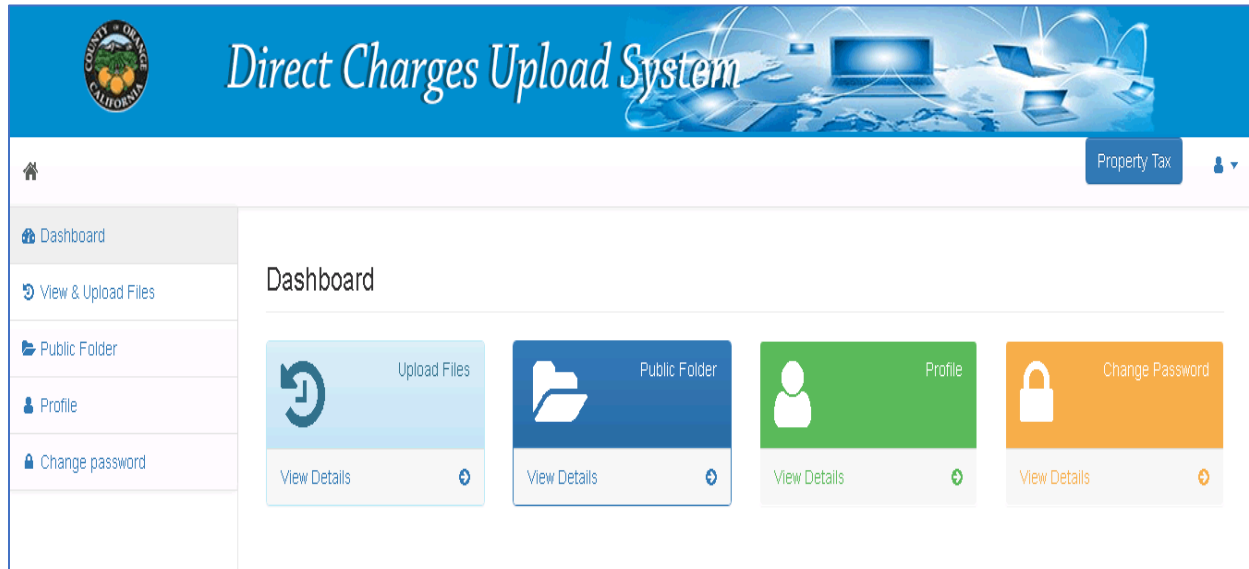 COUNTY OF ORANGE
CALIFORNIA
Direct Charges Upload System
Property Tax
Dashboard
View & Upload Files
Public Folder
Profile
Change password
Dashboard
Upload Files
View Details
Public Folder
View Details
Profile
View Details
Change Password
View Details